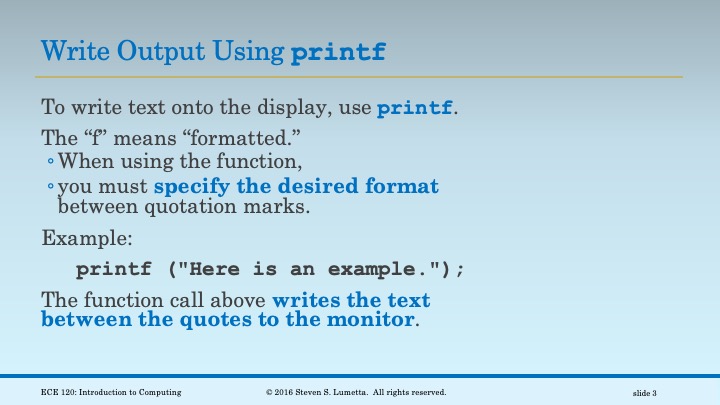 Write Output Using printf
To write text onto the display, use printf.
The “f” means “formatted.”
◦When using the function,
◦you must specify the desired format
between quotation marks.
Example:
printf ("Here is an example.");
The function call above writes the text
between the quotes to the monitor.
ECE 120: Introduction to Computing
© 2016 Steven S. Lumetta.  All rights reserved.
slide 3